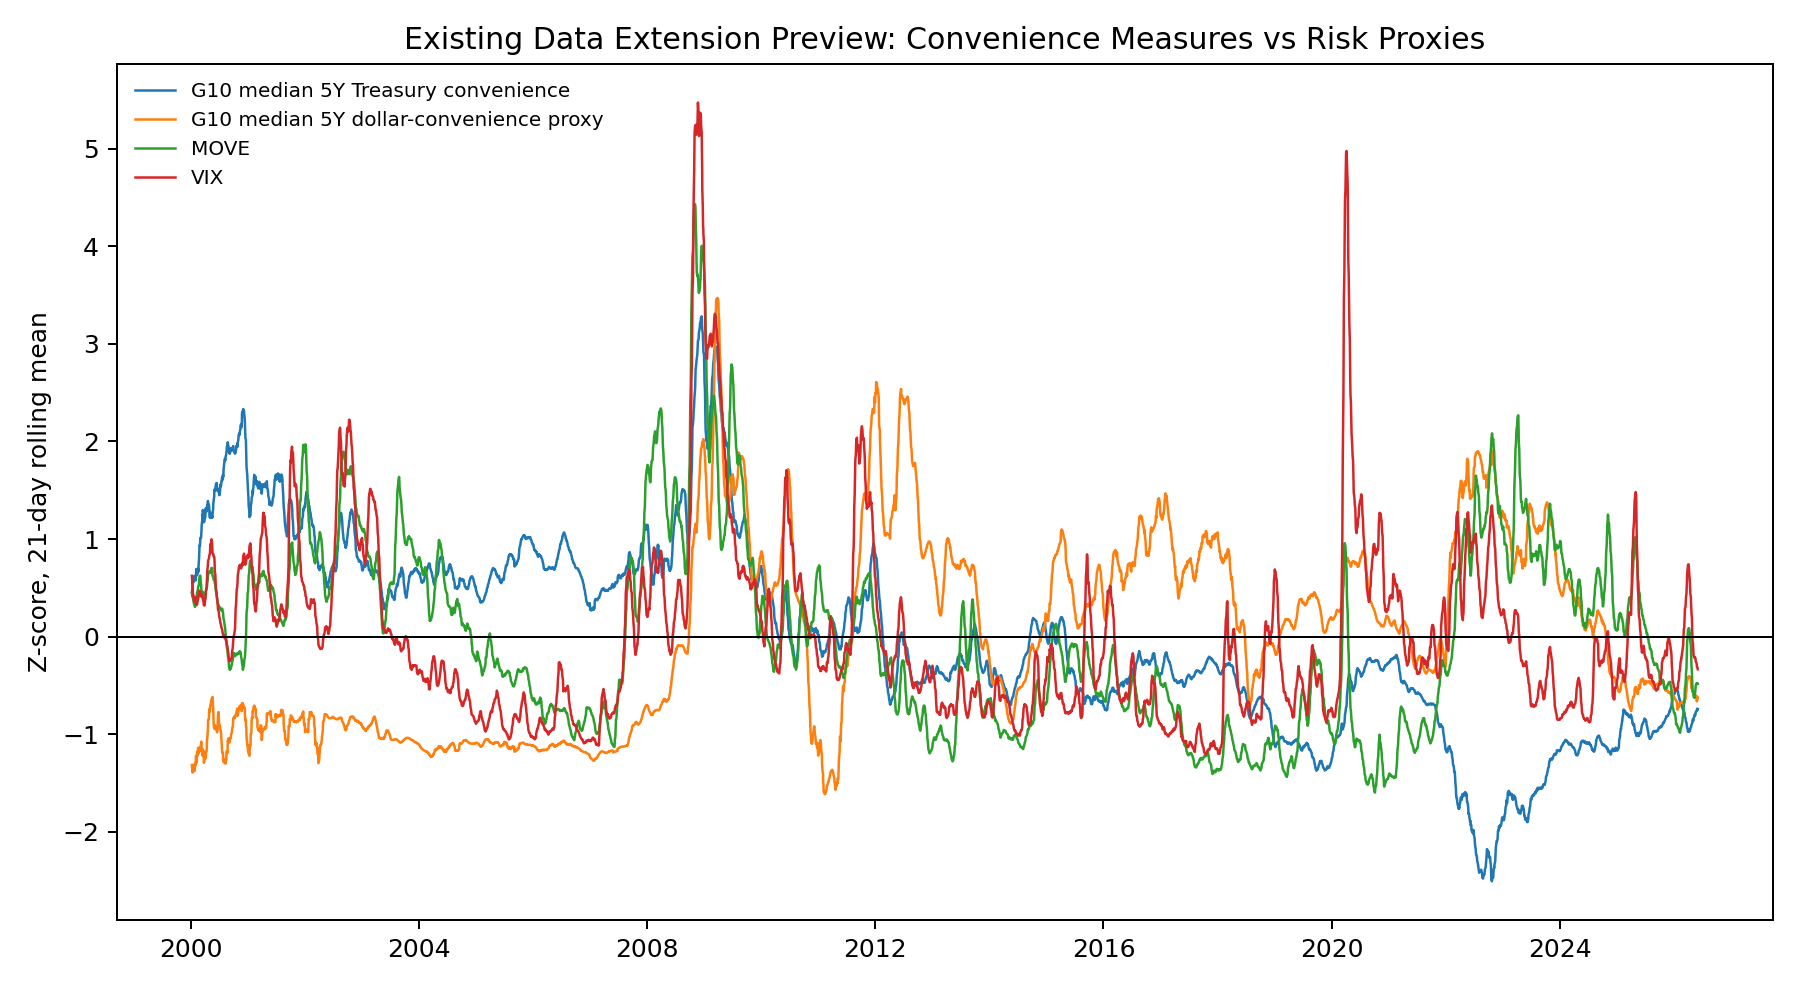 Existing Data Extension Preview: Convenience Measures vs Risk Proxies
G10 median 5Y Treasury convenience
G10 median 5Y dollar-convenience proxy
MOVE
VIX
Z-score, 21-day rolling mean
5
4
3
2
1
0
−1
−2
2000
2004
2008
2012
2016
2020
2024